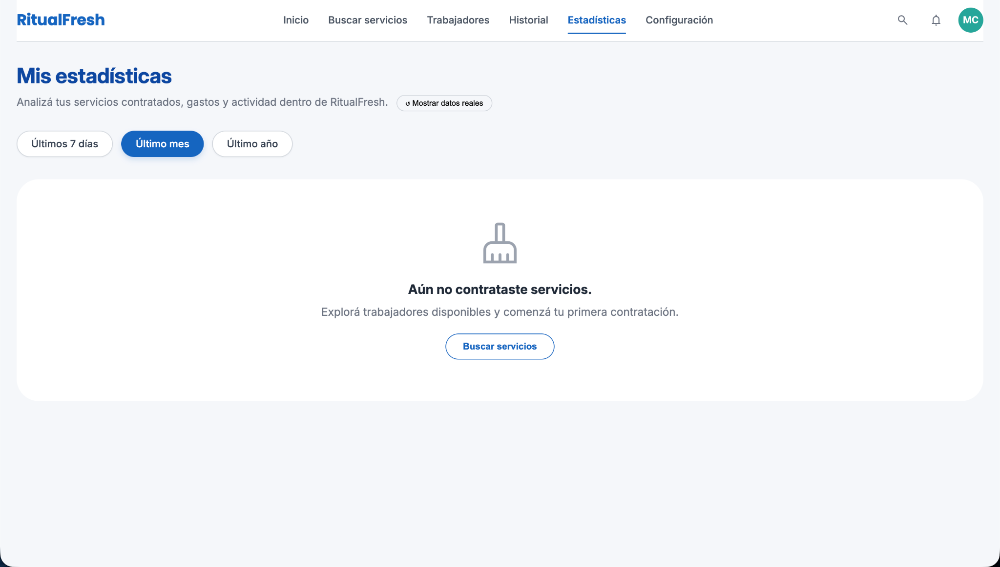 RitualFresh
Inicio
Buscar servicios
Trabajadores
Historial
Estadísticas
Configuración
MC
Mis estadísticas
Analizá tus servicios contratados, gastos y actividad dentro de RitualFresh.
↺ Mostrar datos reales
Últimos 7 días
Último mes
Último año
Aún no contrataste servicios.
Explorá trabajadores disponibles y comenzá tu primera contratación.
Buscar servicios